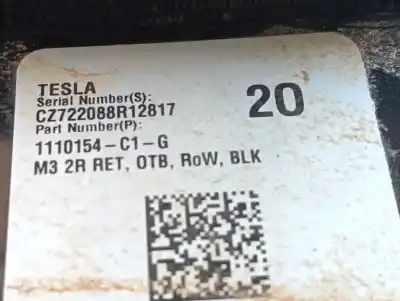 TESLA
Serial Number(S):
CZ722088R12817
20
Part Number(P):
1110154-C1-G
M3 2R RET, OTB, RoW, BLK